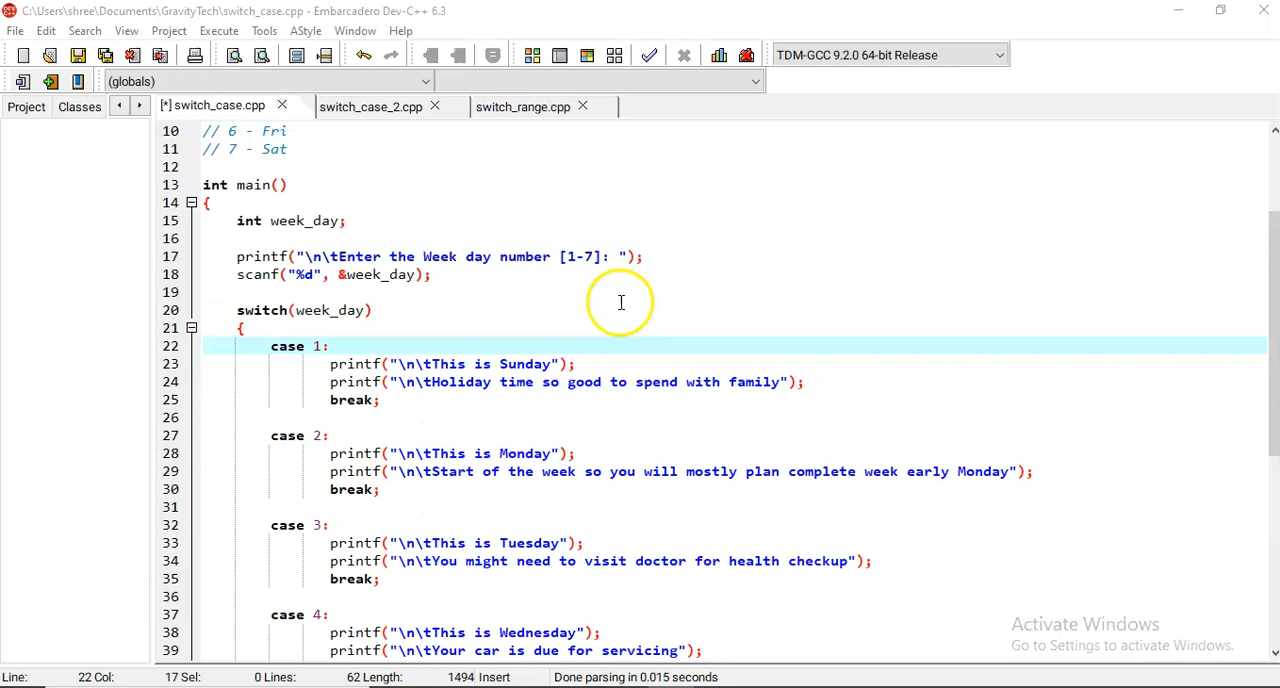 C:\Users\shree\Documents\GravityTech\switch_case.cpp - Embarcadero Dev-C++ 6.3
File Edit Search View Project Execute Tools AStyle Window Help
TDM-GCC 9.2.0 64-bit Release
(globals)
Project Classes [*] switch_case.cpp switch_case_2.cpp switch_range.cpp
10 // 6 - Fri
11 // 7 - Sat
12
13 int main()
14 {
15 int week_day;
16
17 printf("\n\tEnter the Week day number [1-7]: ");
18 scanf("%d", &week_day);
19
20 switch(week_day)
21 {
22 case 1:
23 printf("\n\tThis is Sunday");
24 printf("\n\tHoliday time so good to spend with family");
25 break;
26
27 case 2:
28 printf("\n\tThis is Monday");
29 printf("\n\tStart of the week so you will mostly plan complete week early Monday");
30 break;
31
32 case 3:
33 printf("\n\tThis is Tuesday");
34 printf("\n\tYou might need to visit doctor for health checkup");
35 break;
36
37 case 4:
38 printf("\n\tThis is Wednesday");
39 printf("\n\tYour car is due for servicing");
Activate Windows
Go to Settings to activate Windows.
Line: 22 Col: 17 Sel: 0 Lines: 62 Length: 1494 Insert Done parsing in 0.015 seconds